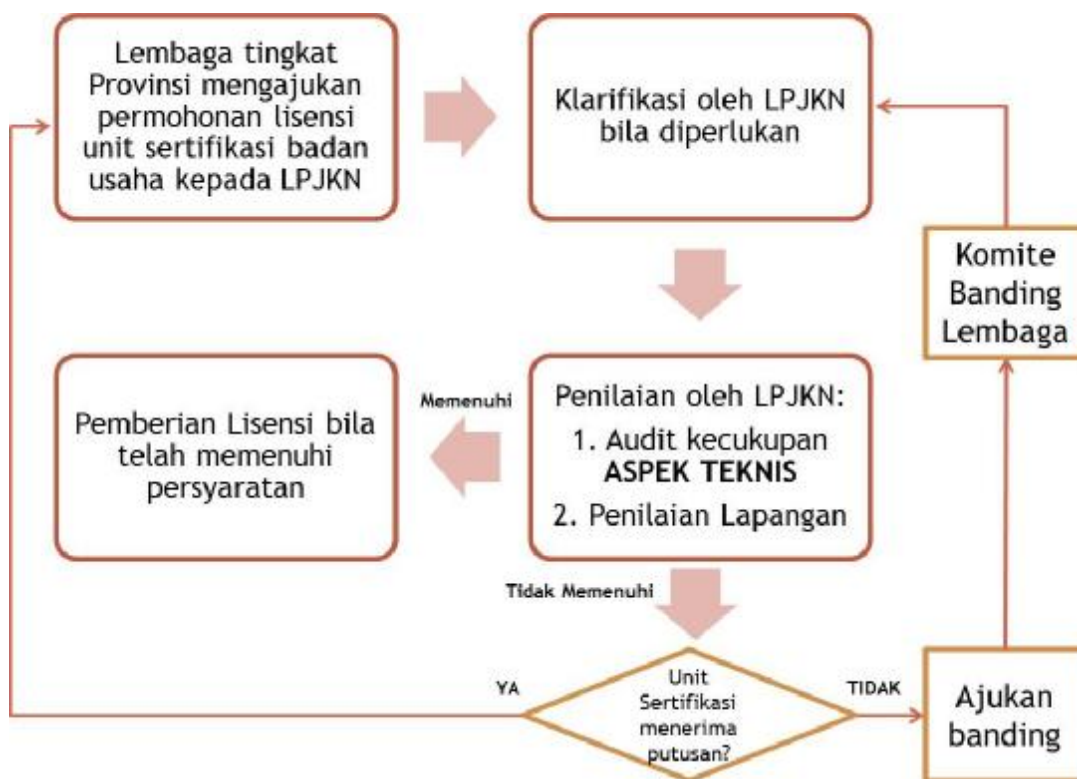 Lembaga tingkat
Provinsi mengajukan
permohonan lisensi
unit sertifikasi badan
usaha kepada LPJKN
Klarifikasi oleh LPJKN
bila diperlukan
Komite
Banding
Lembaga
Pemberian Lisensi bila
telah memenuhi
persyaratan
Memenuhi
Penilaian oleh LPJKN:
1. Audit kecukupan
ASPEK TEKNIS
2. Penilaian Lapangan
Tidak Memenuhi
YA
Unit
Sertifikasi
menerima
putusan?
TIDAK
Ajukan
banding